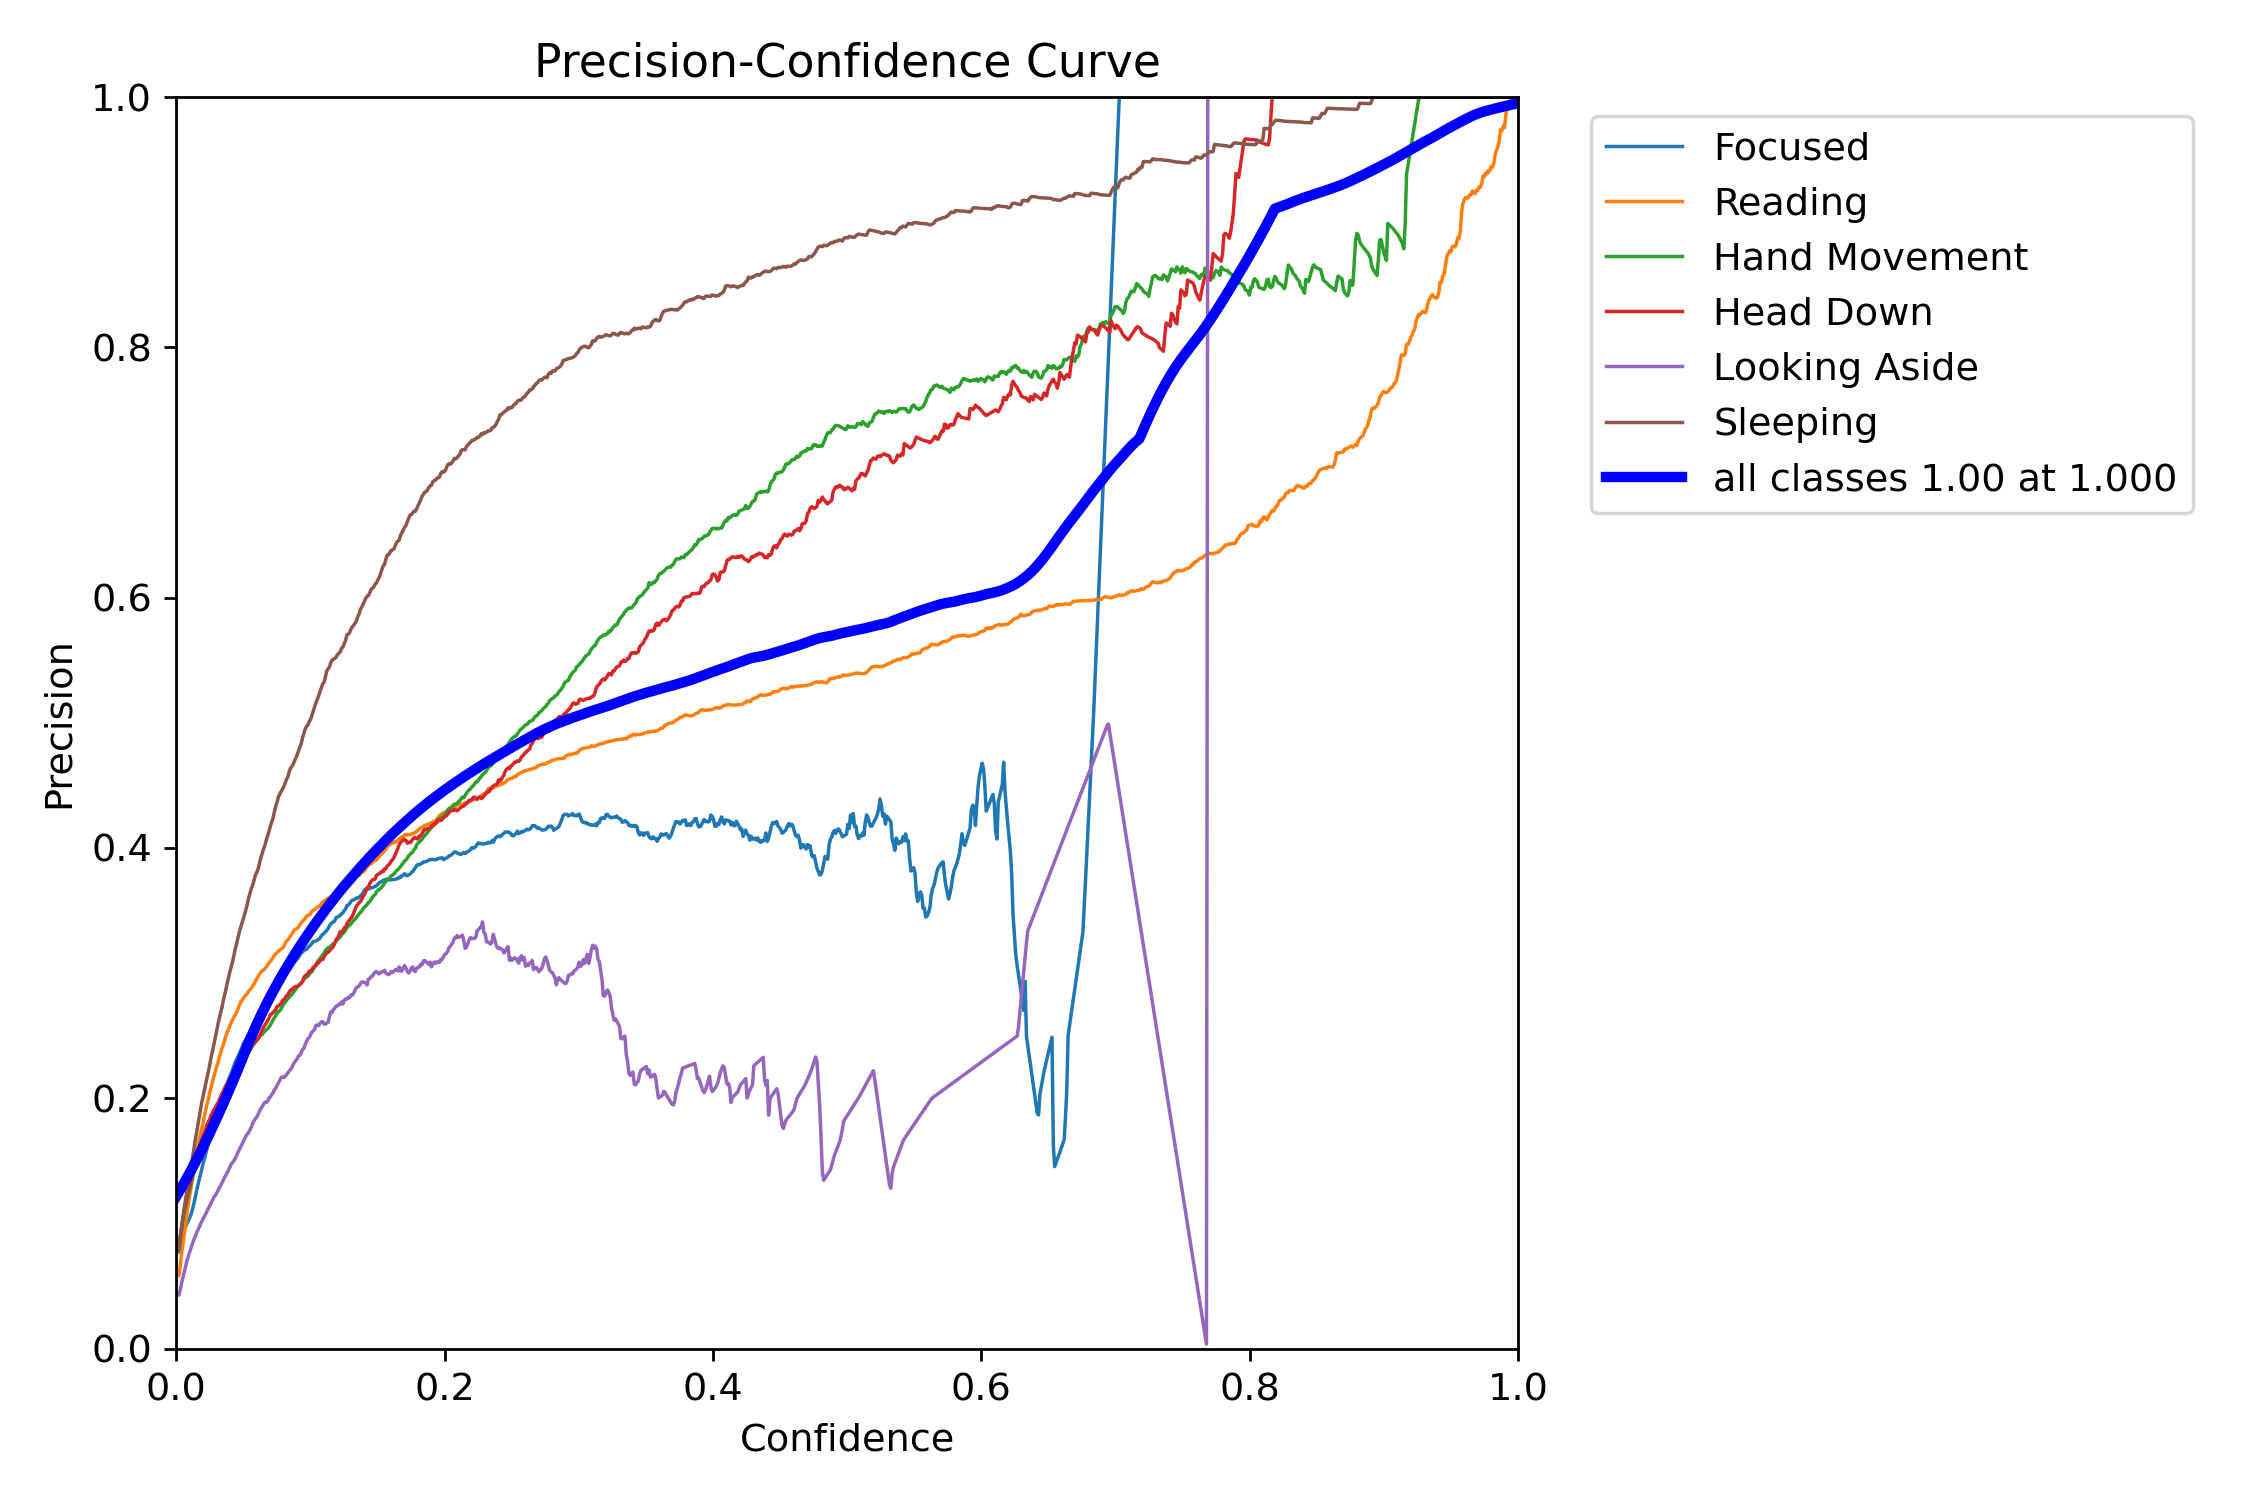 Precision-Confidence Curve
1.0
0.8
0.6
0.4
0.2
0.0
Precision
0.0 0.2 0.4 0.6 0.8 1.0
Confidence
Focused
Reading
Hand Movement
Head Down
Looking Aside
Sleeping
all classes 1.00 at 1.000